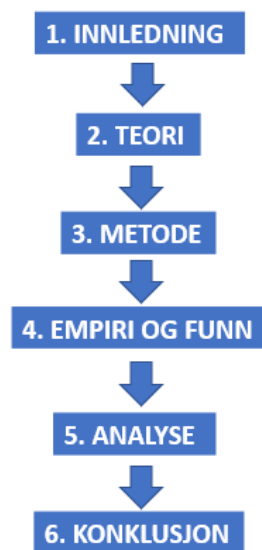 1. INNLEDNING
2. TEORI
3. METODE
4. EMPIRI OG FUNN
5. ANALYSE
6. KONKLUSJON